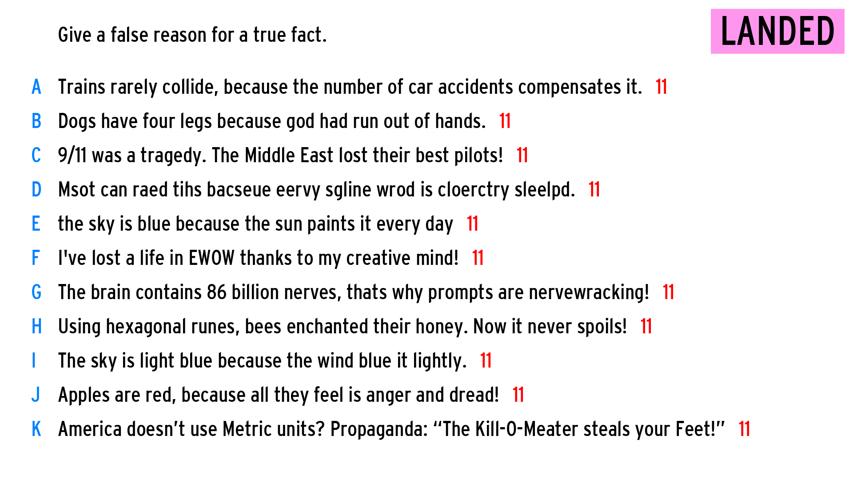 Give a false reason for a true fact.
LANDED
A Trains rarely collide, because the number of car accidents compensates it. 11
B Dogs have four legs because god had run out of hands. 11
C 9/11 was a tragedy. The Middle East lost their best pilots! 11
D Msot can raed tihs bacseue eervy sgline wrod is cloerctry sleelpd. 11
E the sky is blue because the sun paints it every day 11
F I've lost a life in EWOW thanks to my creative mind! 11
G The brain contains 86 billion nerves, thats why prompts are nervewracking! 11
H Using hexagonal runes, bees enchanted their honey. Now it never spoils! 11
I The sky is light blue because the wind blue it lightly. 11
J Apples are red, because all they feel is anger and dread! 11
K America doesn’t use Metric units? Propaganda: “The Kill-O-Meater steals your Feet!” 11